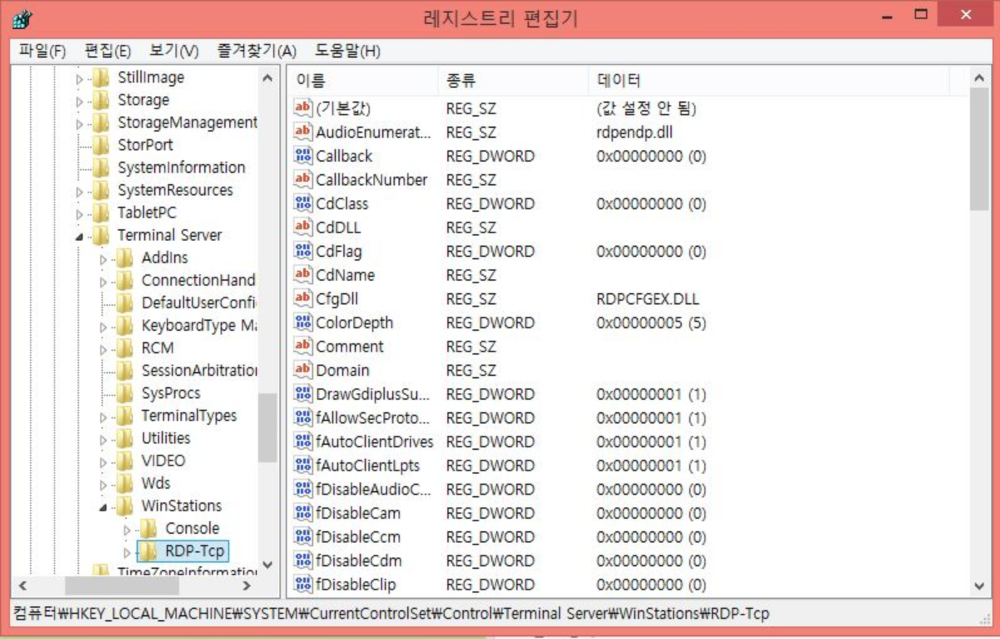 레지스트리 편집기
파일(F) 편집(E) 보기(V) 즐겨찾기(A) 도움말(H)
StillImage
Storage
StorageManagement
StorPort
SystemInformation
SystemResources
TabletPC
Terminal Server
AddIns
ConnectionHand
DefaultUserConfi
KeyboardType Ma
RCM
SessionArbitration
SysProcs
TerminalTypes
Utilities
VIDEO
Wds
WinStations
Console
RDP-Tcp
TimeZoneInformation
이름 종류 데이터
(기본값) REG_SZ (값 설정 안 됨)
AudioEnumerat... REG_SZ rdpendp.dll
Callback REG_DWORD 0x00000000 (0)
CallbackNumber REG_SZ
CdClass REG_DWORD 0x00000000 (0)
CdDLL REG_SZ
CdFlag REG_DWORD 0x00000000 (0)
CdName REG_SZ
CfgDll REG_SZ RDPCFGEX.DLL
ColorDepth REG_DWORD 0x00000005 (5)
Comment REG_SZ
Domain REG_SZ
DrawGdiplusSu... REG_DWORD 0x00000001 (1)
fAllowSecProto... REG_DWORD 0x00000001 (1)
fAutoClientDrives REG_DWORD 0x00000001 (1)
fAutoClientLpts REG_DWORD 0x00000001 (1)
fDisableAudioC... REG_DWORD 0x00000000 (0)
fDisableCam REG_DWORD 0x00000000 (0)
fDisableCcm REG_DWORD 0x00000000 (0)
fDisableCdm REG_DWORD 0x00000000 (0)
fDisableClip REG_DWORD 0x00000000 (0)
컴퓨터₩HKEY_LOCAL_MACHINE₩SYSTEM₩CurrentControlSet₩Control₩Terminal Server₩WinStations₩RDP-Tcp